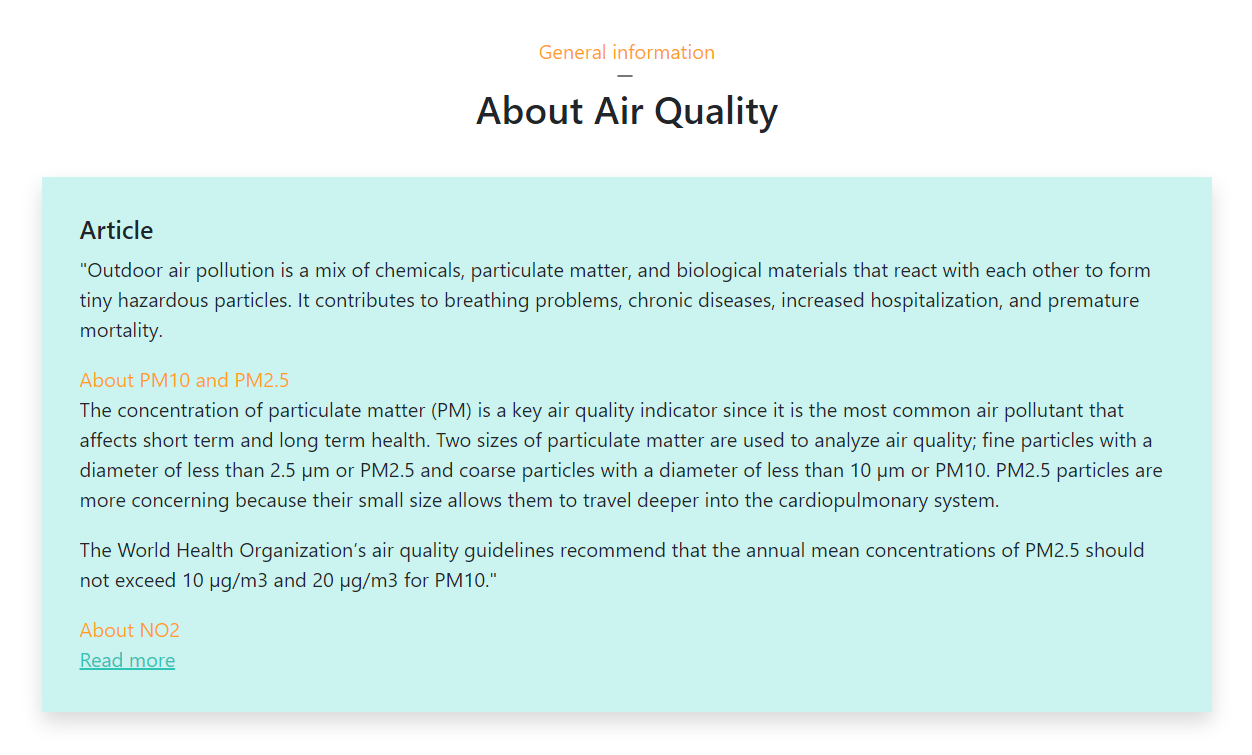 General information
About Air Quality
Article
"Outdoor air pollution is a mix of chemicals, particulate matter, and biological materials that react with each other to form
tiny hazardous particles. It contributes to breathing problems, chronic diseases, increased hospitalization, and premature
mortality.
About PM10 and PM2.5
The concentration of particulate matter (PM) is a key air quality indicator since it is the most common air pollutant that
affects short term and long term health. Two sizes of particulate matter are used to analyze air quality; fine particles with a
diameter of less than 2.5 µm or PM2.5 and coarse particles with a diameter of less than 10 µm or PM10. PM2.5 particles are
more concerning because their small size allows them to travel deeper into the cardiopulmonary system.
The World Health Organization’s air quality guidelines recommend that the annual mean concentrations of PM2.5 should
not exceed 10 µg/m3 and 20 µg/m3 for PM10."
About NO2
Read more